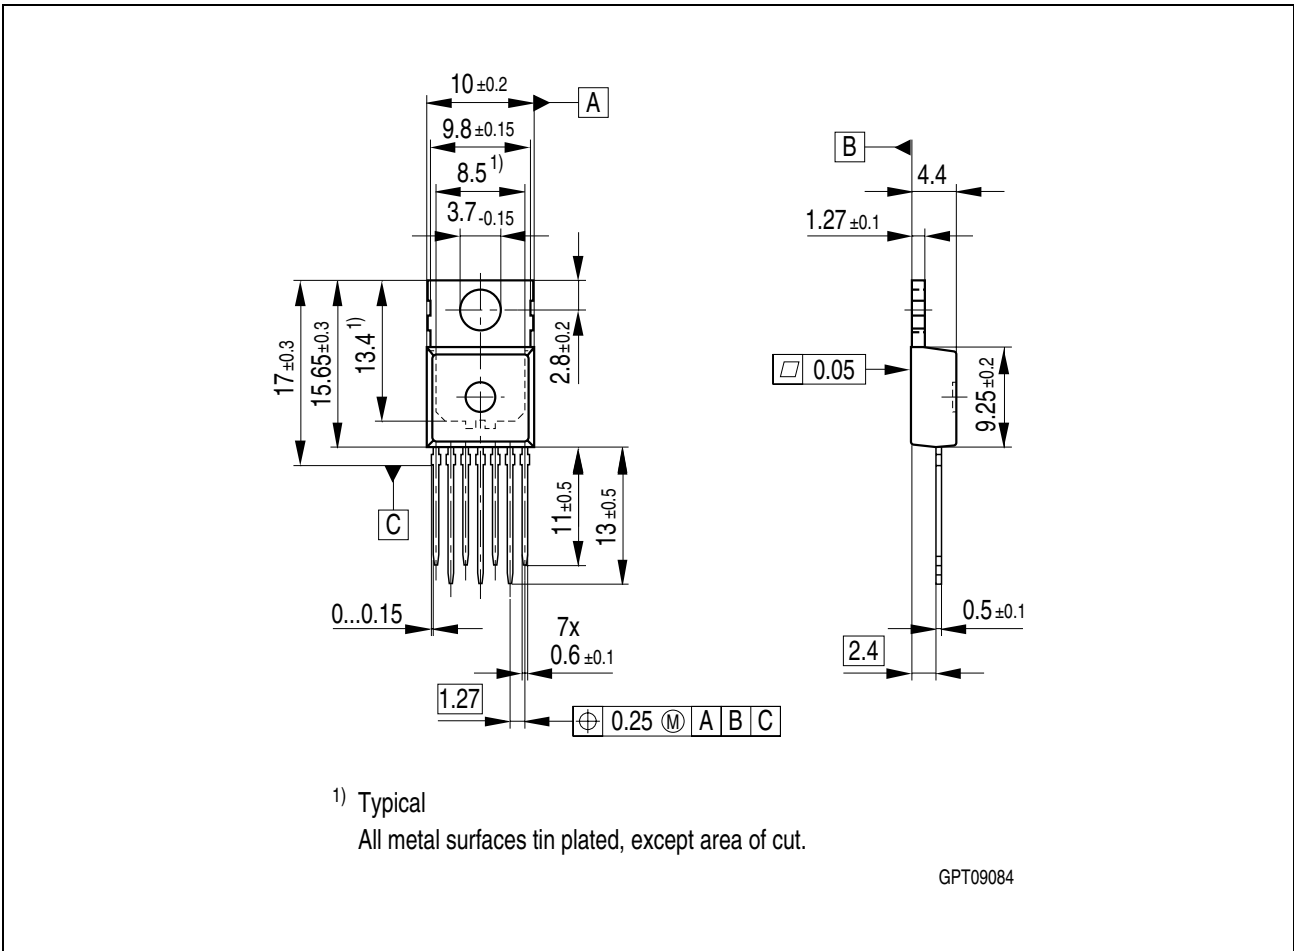 10 ±0.2
A
9.8 ±0.15
8.5 1)
3.7 -0.15
17 ±0.3
15.65 ±0.3
13.4 1)
2.8 ±0.2
C
11 ±0.5
13 ±0.5
0...0.15
7x
0.6 ±0.1
1.27
0.25 Ⓜ A B C
B
4.4
1.27 ±0.1
0.05
9.25 ±0.2
0.5 ±0.1
2.4
1) Typical
All metal surfaces tin plated, except area of cut.
GPT09084